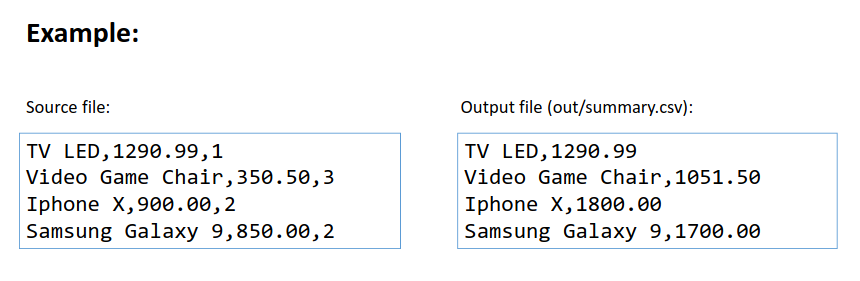 Example:
Source file:
TV LED,1290.99,1
Video Game Chair,350.50,3
Iphone X,900.00,2
Samsung Galaxy 9,850.00,2
Output file (out/summary.csv):
TV LED,1290.99
Video Game Chair,1051.50
Iphone X,1800.00
Samsung Galaxy 9,1700.00